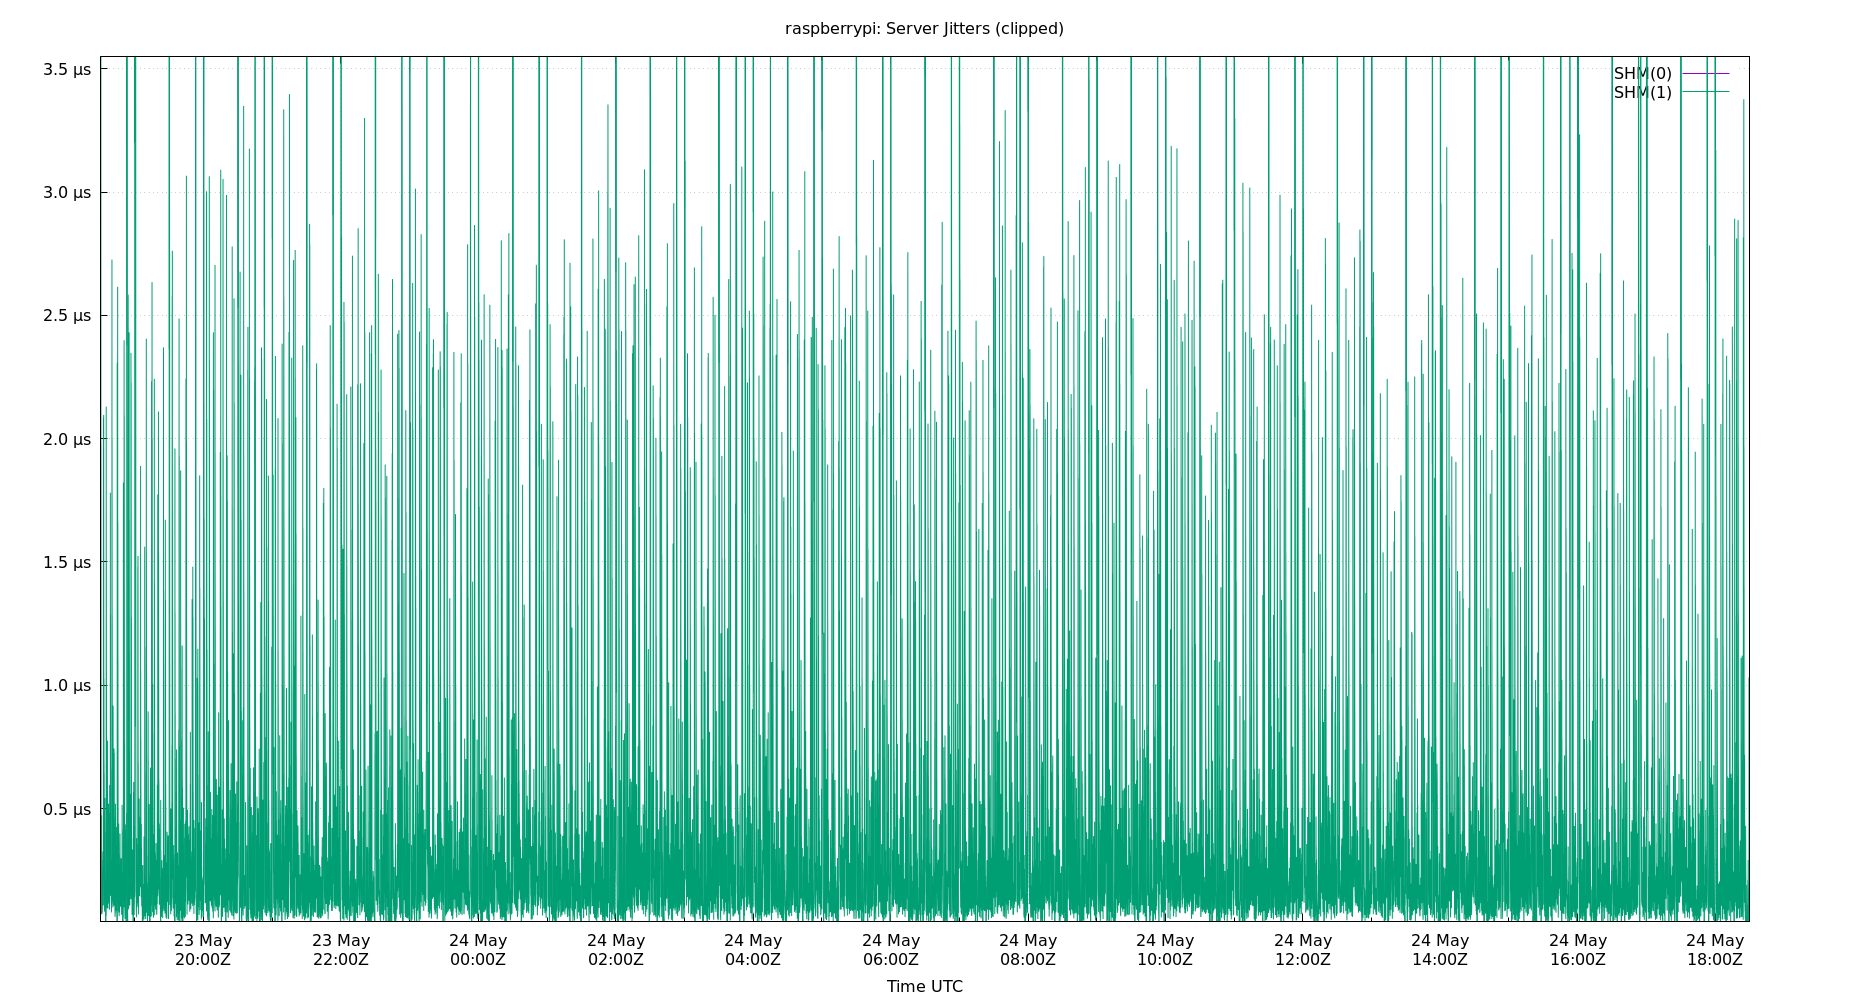 raspberrypi: Server Jitters (clipped)
3.5 µs
3.0 µs
2.5 µs
2.0 µs
1.5 µs
1.0 µs
0.5 µs
SHM(0)
SHM(1)
23 May 23 May 24 May 24 May 24 May 24 May 24 May 24 May 24 May 24 May 24 May 24 May
20:00Z 22:00Z 00:00Z 02:00Z 04:00Z 06:00Z 08:00Z 10:00Z 12:00Z 14:00Z 16:00Z 18:00Z
Time UTC